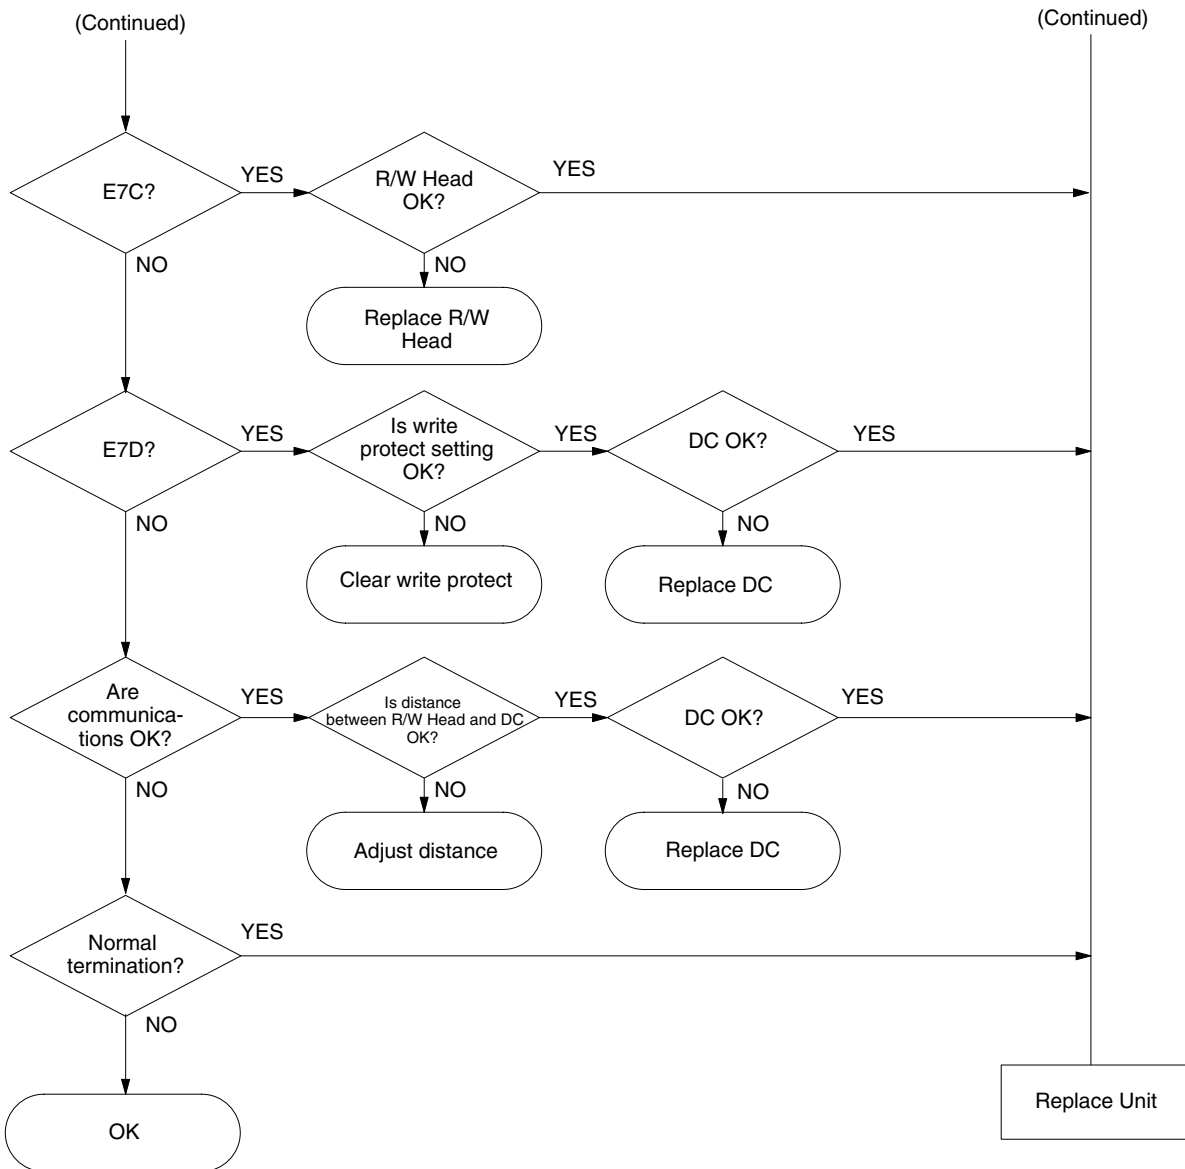 (Continued)
(Continued)
E7C?
YES
R/W Head
OK?
YES
NO
NO
Replace R/W
Head
E7D?
YES
Is write
protect setting
OK?
YES
DC OK?
YES
NO
NO
NO
Clear write protect
Replace DC
Are
communica-
tions OK?
YES
Is distance
between R/W Head and DC
OK?
YES
DC OK?
YES
NO
NO
NO
Adjust distance
Replace DC
Normal
termination?
YES
NO
OK
Replace Unit